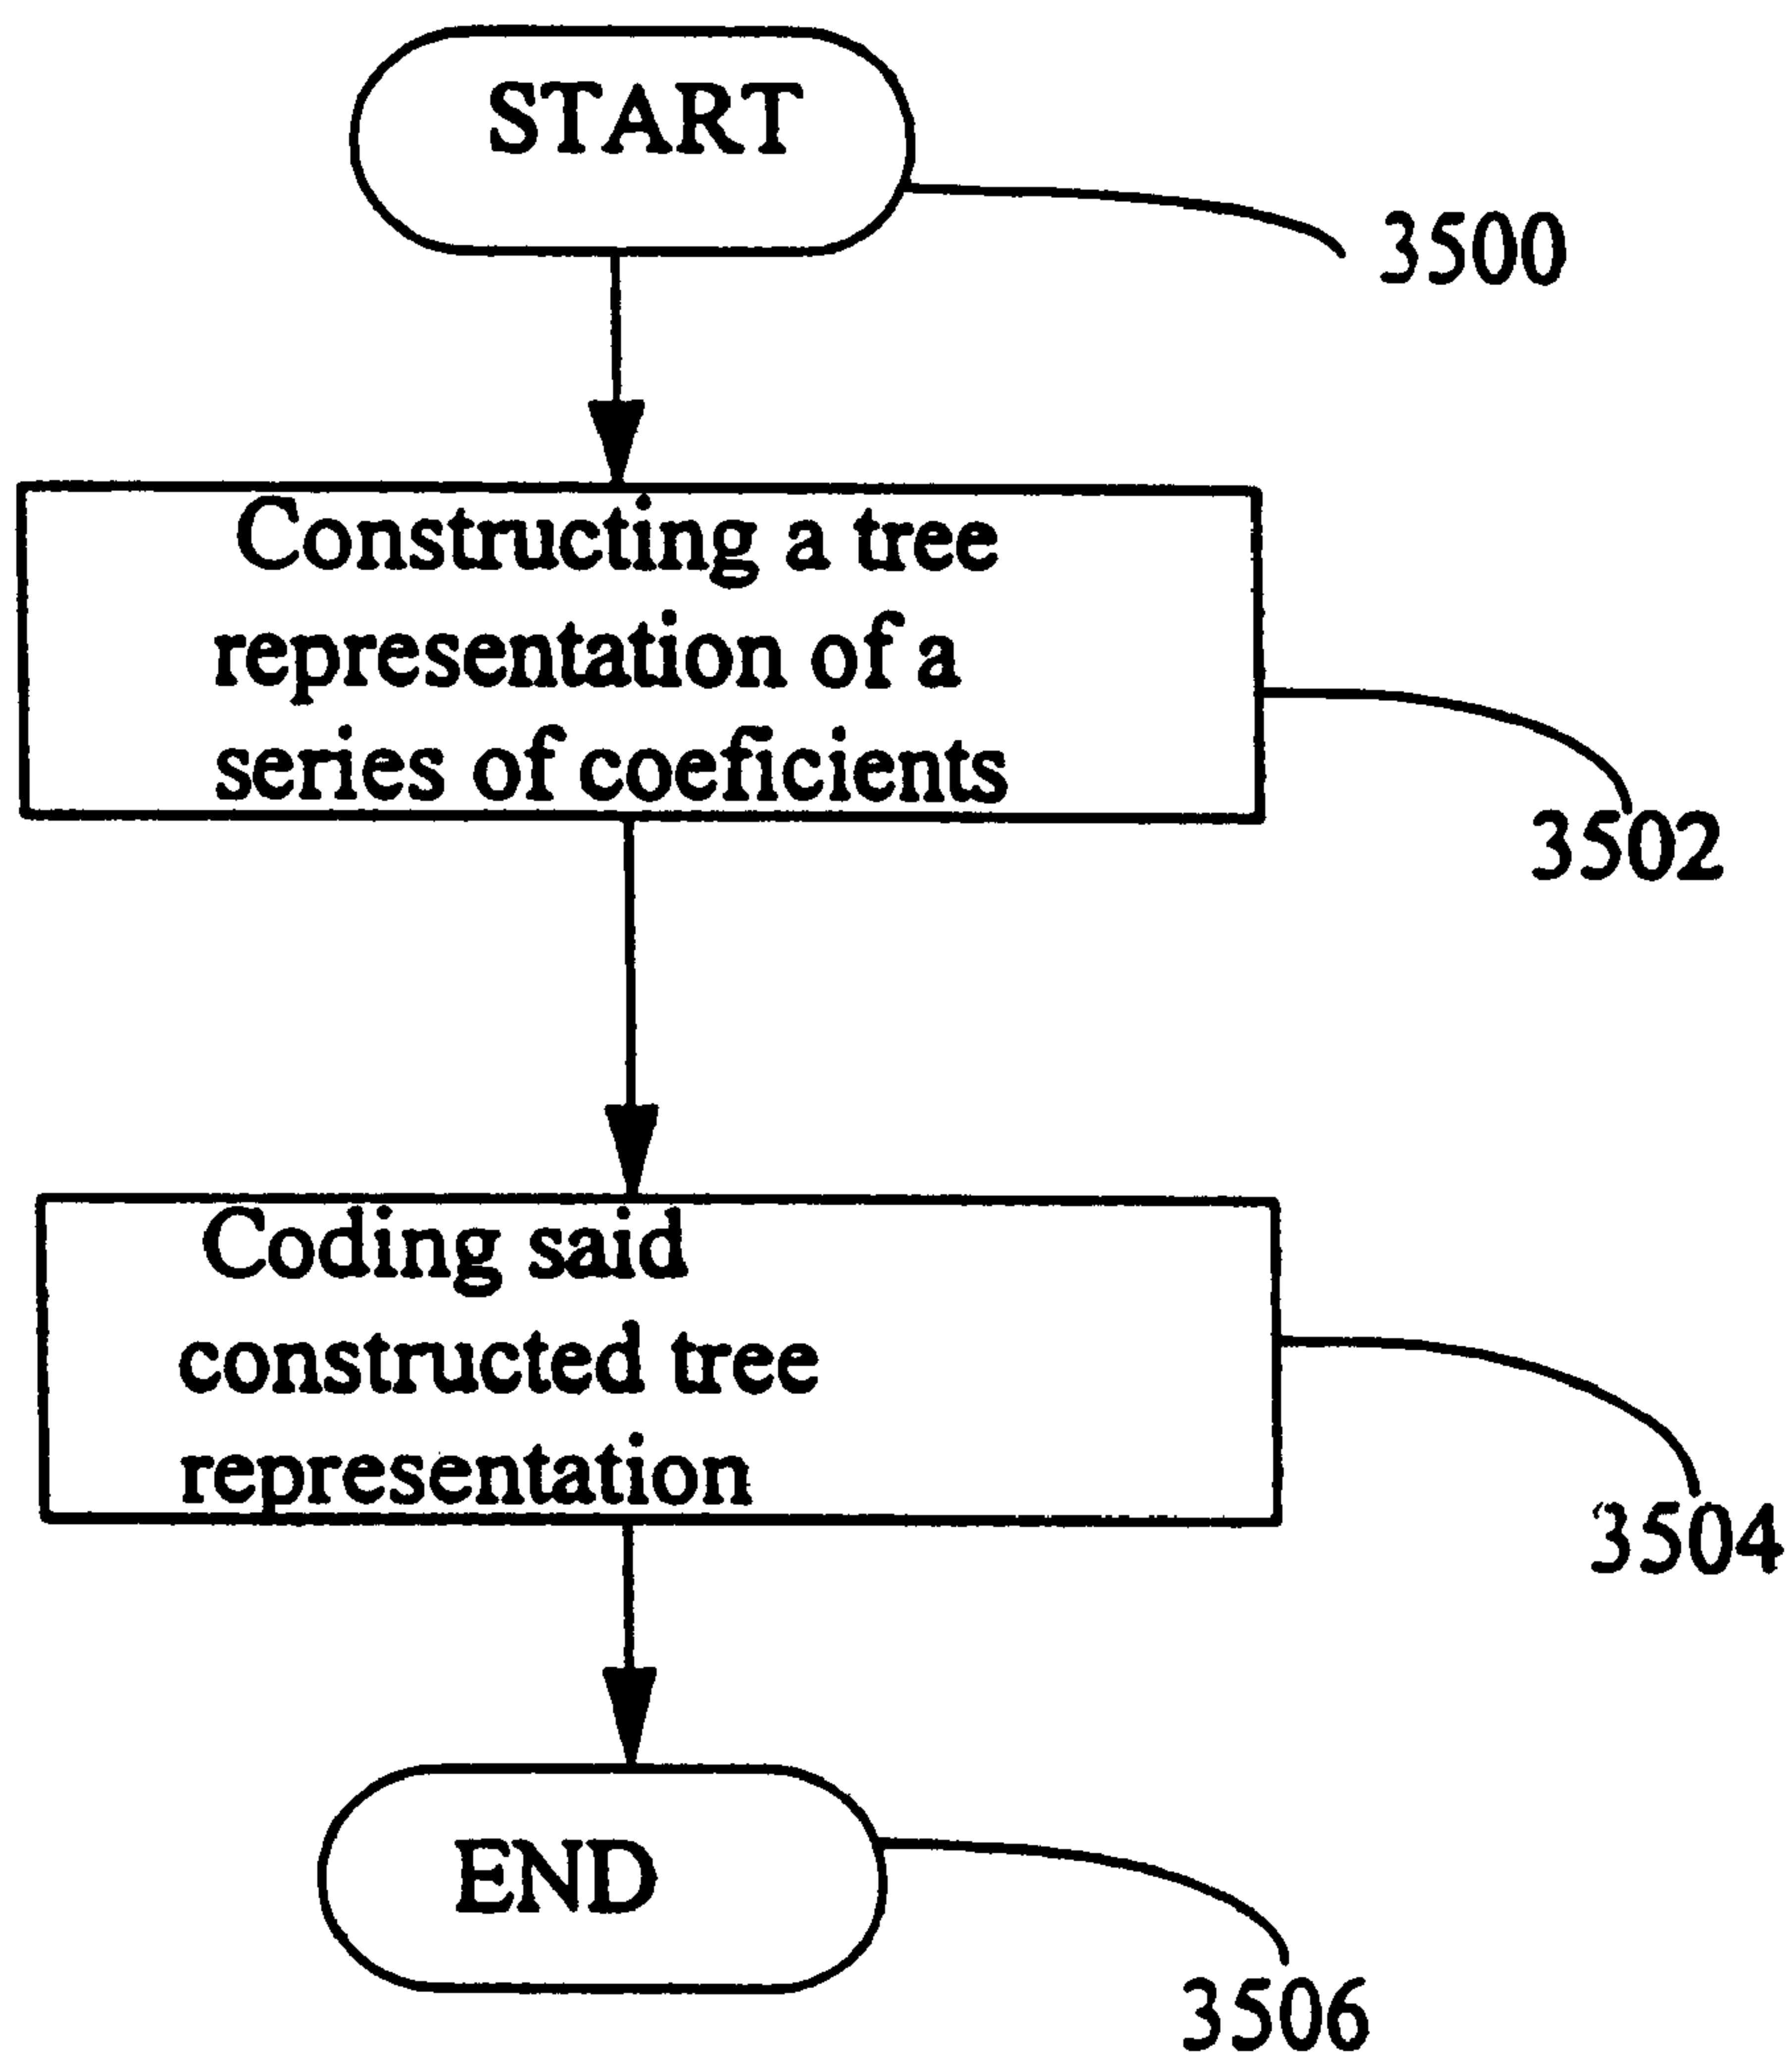 START
3500
Constructing a tree
representation of a
series of coeficients
3502
Coding said
constructed tree
representation
3504
END
3506